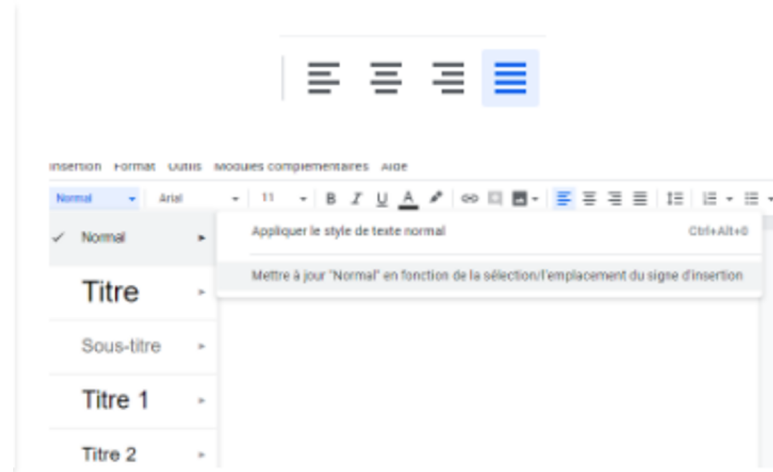 Insertion Format Outils Modules complémentaires Aide
Normal Arial 11 B I U A
Normal
Appliquer le style de texte normal Ctrl+Alt+0
Mettre à jour "Normal" en fonction de la sélection/l'emplacement du signe d'insertion
Titre
Sous-titre
Titre 1
Titre 2